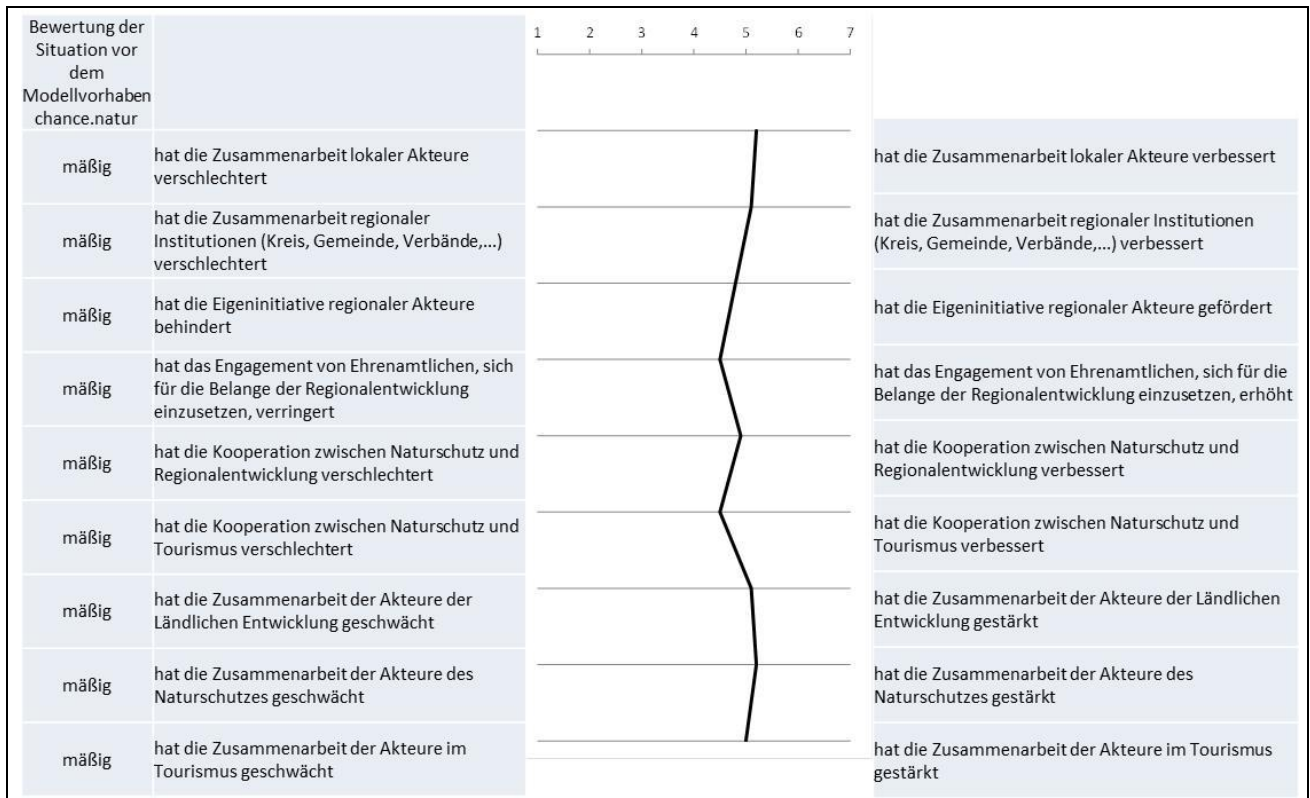 Bewertung der
Situation vor
dem
Modellvorhaben
chance.natur
1 2 3 4 5 6 7
mäßig
hat die Zusammenarbeit lokaler Akteure
verschlechtert
hat die Zusammenarbeit lokaler Akteure verbessert
mäßig
hat die Zusammenarbeit regionaler
Institutionen (Kreis, Gemeinde, Verbände,...)
verschlechtert
hat die Zusammenarbeit regionaler Institutionen
(Kreis, Gemeinde, Verbände,...) verbessert
mäßig
hat die Eigeninitiative regionaler Akteure
behindert
hat die Eigeninitiative regionaler Akteure gefördert
mäßig
hat das Engagement von Ehrenamtlichen, sich
für die Belange der Regionalentwicklung
einzusetzen, verringert
hat das Engagement von Ehrenamtlichen, sich für die
Belange der Regionalentwicklung einzusetzen, erhöht
mäßig
hat die Kooperation zwischen Naturschutz und
Regionalentwicklung verschlechtert
hat die Kooperation zwischen Naturschutz und
Regionalentwicklung verbessert
mäßig
hat die Kooperation zwischen Naturschutz und
Tourismus verschlechtert
hat die Kooperation zwischen Naturschutz und
Tourismus verbessert
mäßig
hat die Zusammenarbeit der Akteure der
Ländlichen Entwicklung geschwächt
hat die Zusammenarbeit der Akteure der Ländlichen
Entwicklung gestärkt
mäßig
hat die Zusammenarbeit der Akteure des
Naturschutzes geschwächt
hat die Zusammenarbeit der Akteure des
Naturschutzes gestärkt
mäßig
hat die Zusammenarbeit der Akteure im
Tourismus geschwächt
hat die Zusammenarbeit der Akteure im Tourismus
gestärkt